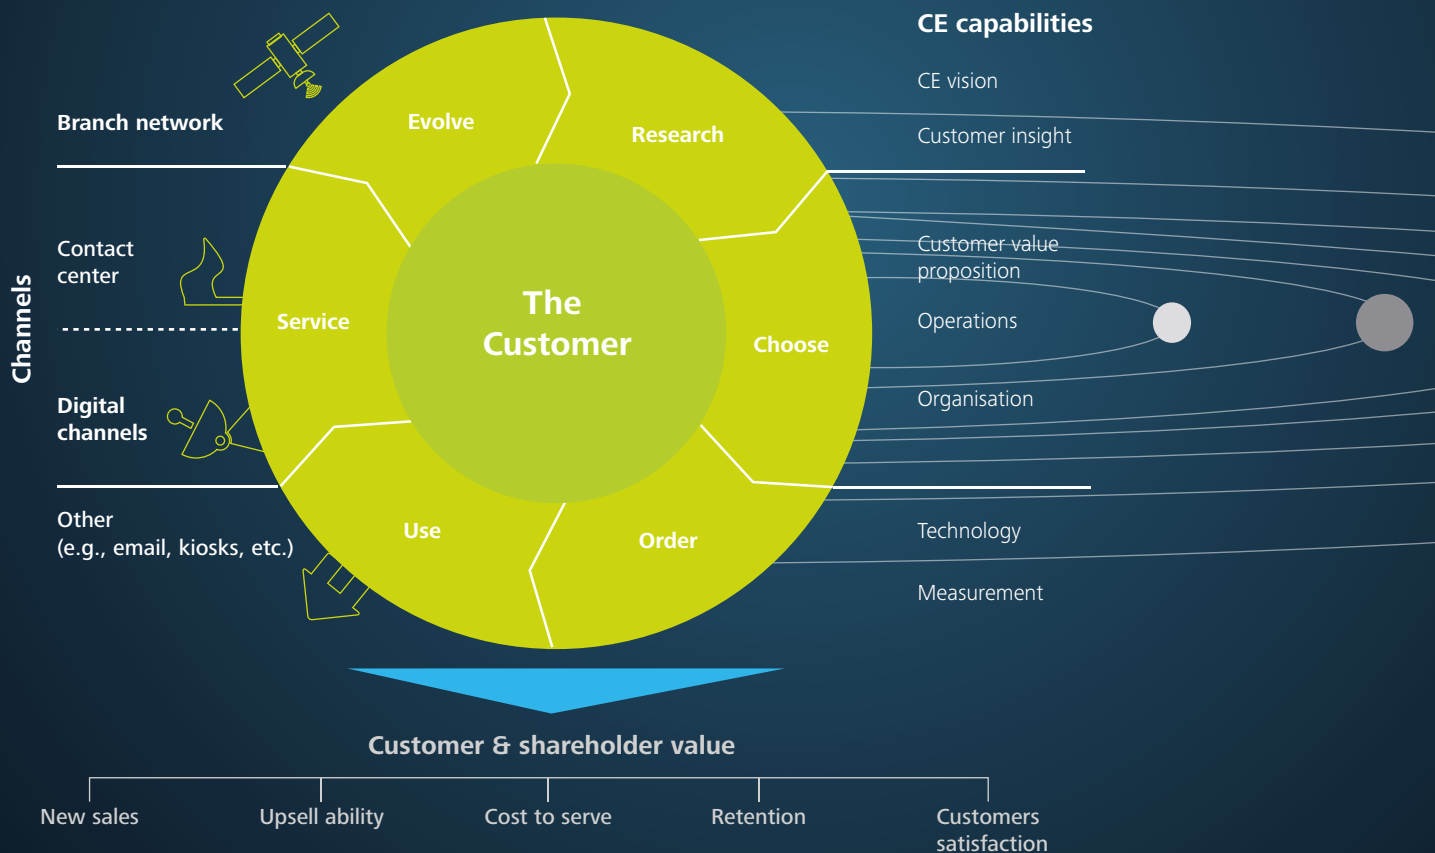 Channels
Branch network
Contact
center
Digital
channels
Other
(e.g., email, kiosks, etc.)
Evolve
Research
Service
The
Customer
Choose
Use
Order
CE capabilities
CE vision
Customer insight
Customer value
proposition
Operations
Organisation
Technology
Measurement
Customer & shareholder value
New sales
Upsell ability
Cost to serve
Retention
Customers
satisfaction